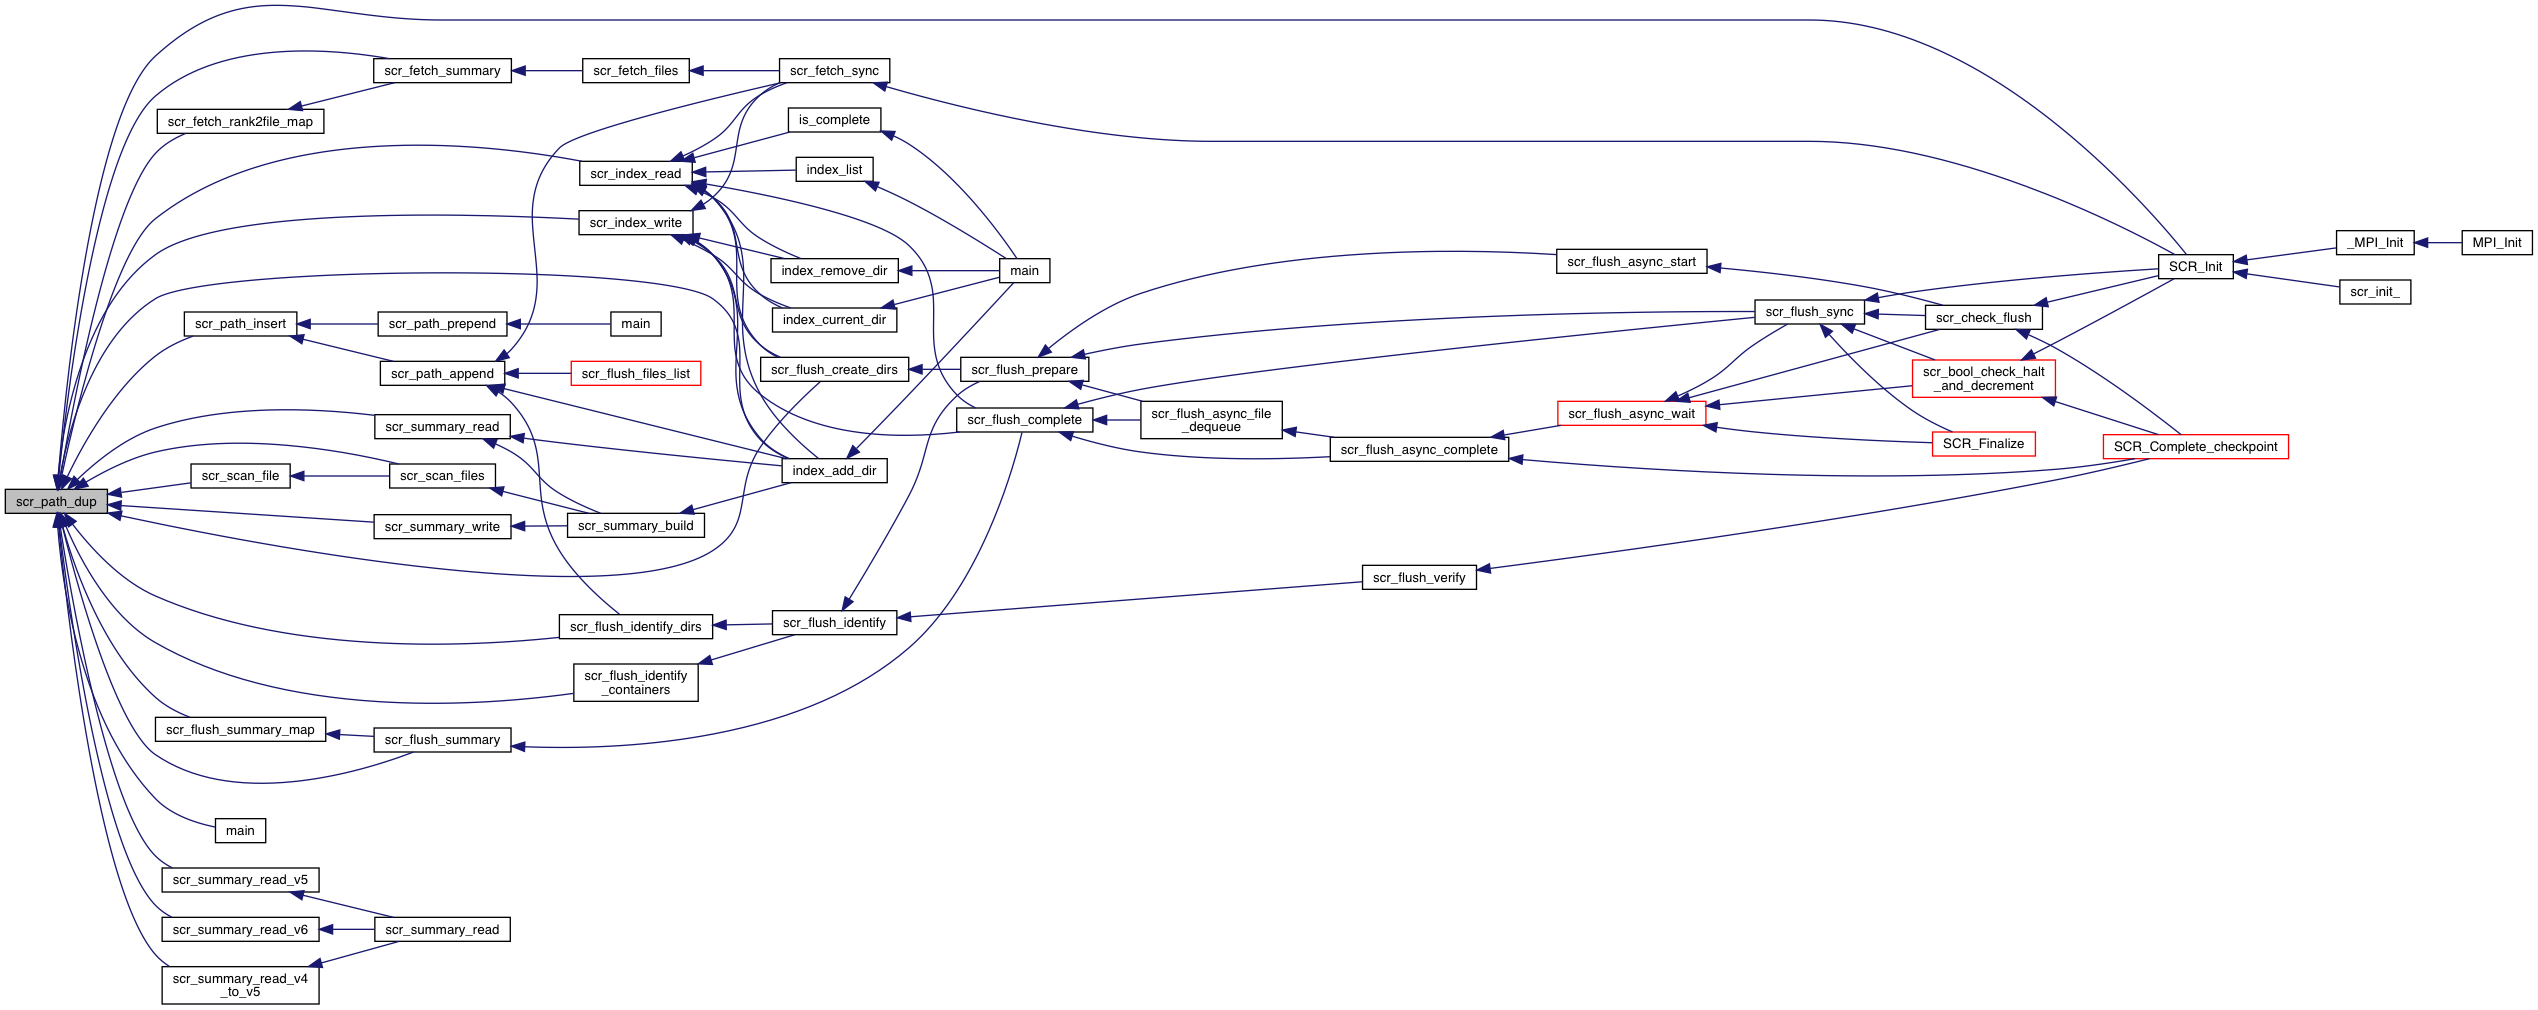 scr_path_dup
scr_fetch_summary
scr_fetch_rank2file_map
scr_fetch_files
scr_fetch_sync
is_complete
scr_index_read
index_list
scr_index_write
index_remove_dir
main
index_current_dir
scr_path_insert
scr_path_prepend
main
scr_path_append
scr_flush_files_list
scr_flush_create_dirs
scr_flush_prepare
scr_summary_read
scr_flush_complete
scr_scan_file
scr_scan_files
index_add_dir
scr_summary_write
scr_summary_build
scr_flush_identify_dirs
scr_flush_identify
scr_flush_identify
_containers
scr_flush_summary_map
scr_flush_summary
main
scr_summary_read_v5
scr_summary_read_v6
scr_summary_read
scr_summary_read_v4
_to_v5
scr_flush_async_file
_dequeue
scr_flush_async_complete
scr_flush_verify
scr_flush_async_start
scr_flush_async_wait
scr_flush_sync
scr_check_flush
scr_bool_check_halt
_and_decrement
SCR_Finalize
SCR_Complete_checkpoint
SCR_Init
_MPI_Init
MPI_Init
scr_init_